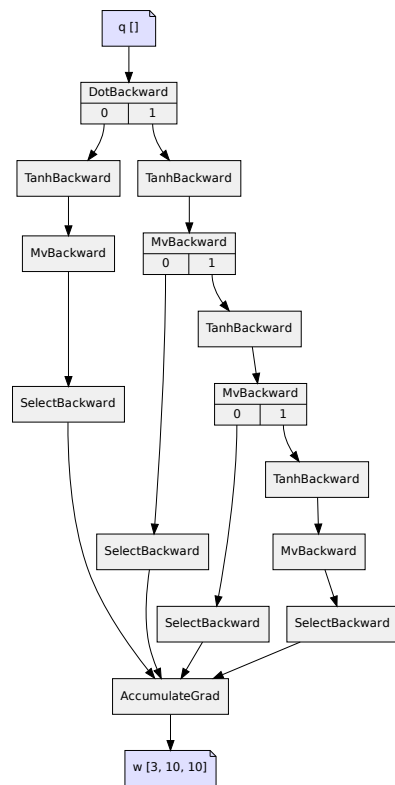 q []
DotBackward
0 1
TanhBackward TanhBackward
MvBackward
MvBackward
0 1
TanhBackward
MvBackward
0 1
SelectBackward
TanhBackward
SelectBackward
MvBackward
SelectBackward
SelectBackward
AccumulateGrad
w [3, 10, 10]